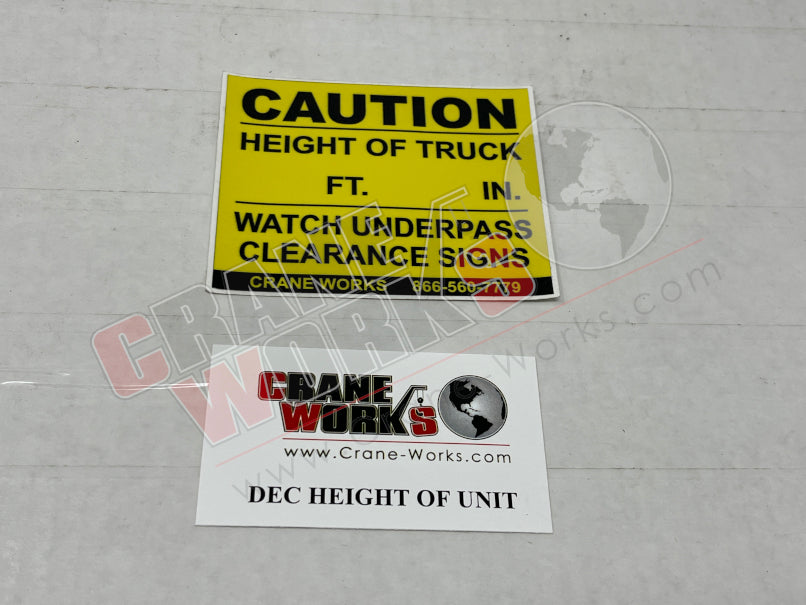 CAUTION
HEIGHT OF TRUCK
FT. IN.
WATCH UNDERPASS
CLEARANCE SIGNS
CRANE WORKS 866-560-7779
CRANE
WORKS
www.Crane-Works.com
CRANE
WORKS
www.Crane-Works.com
DEC HEIGHT OF UNIT